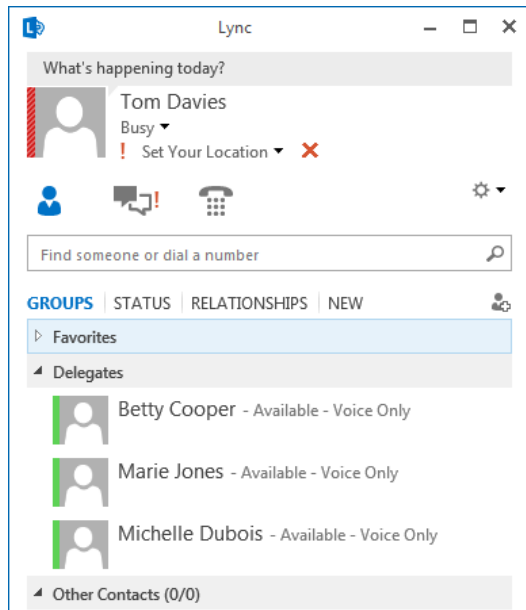 Lync
What's happening today?
Tom Davies
Busy
! Set Your Location
Find someone or dial a number
GROUPS STATUS RELATIONSHIPS NEW
Favorites
Delegates
Betty Cooper - Available - Voice Only
Marie Jones - Available - Voice Only
Michelle Dubois - Available - Voice Only
Other Contacts (0/0)